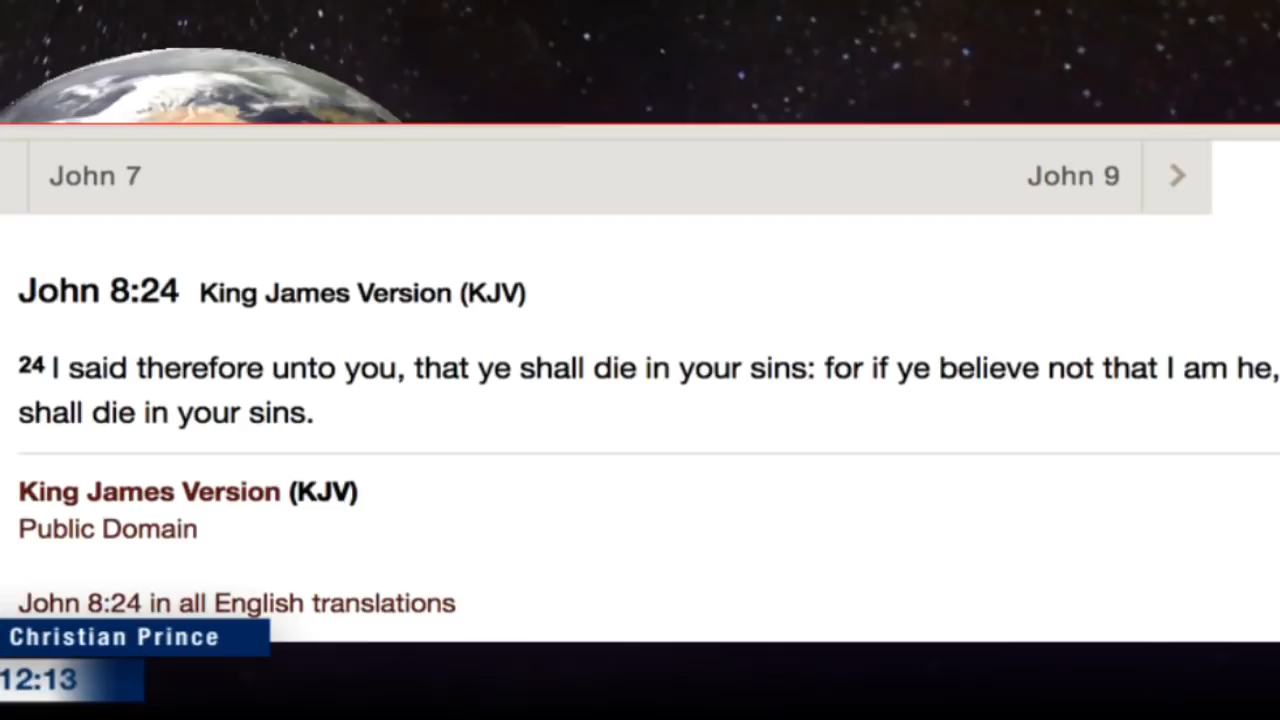 John 7
John 9
John 8:24 King James Version (KJV)
24 I said therefore unto you, that ye shall die in your sins: for if ye believe not that I am he,
shall die in your sins.
King James Version (KJV)
Public Domain
John 8:24 in all English translations
Christian Prince
12:13